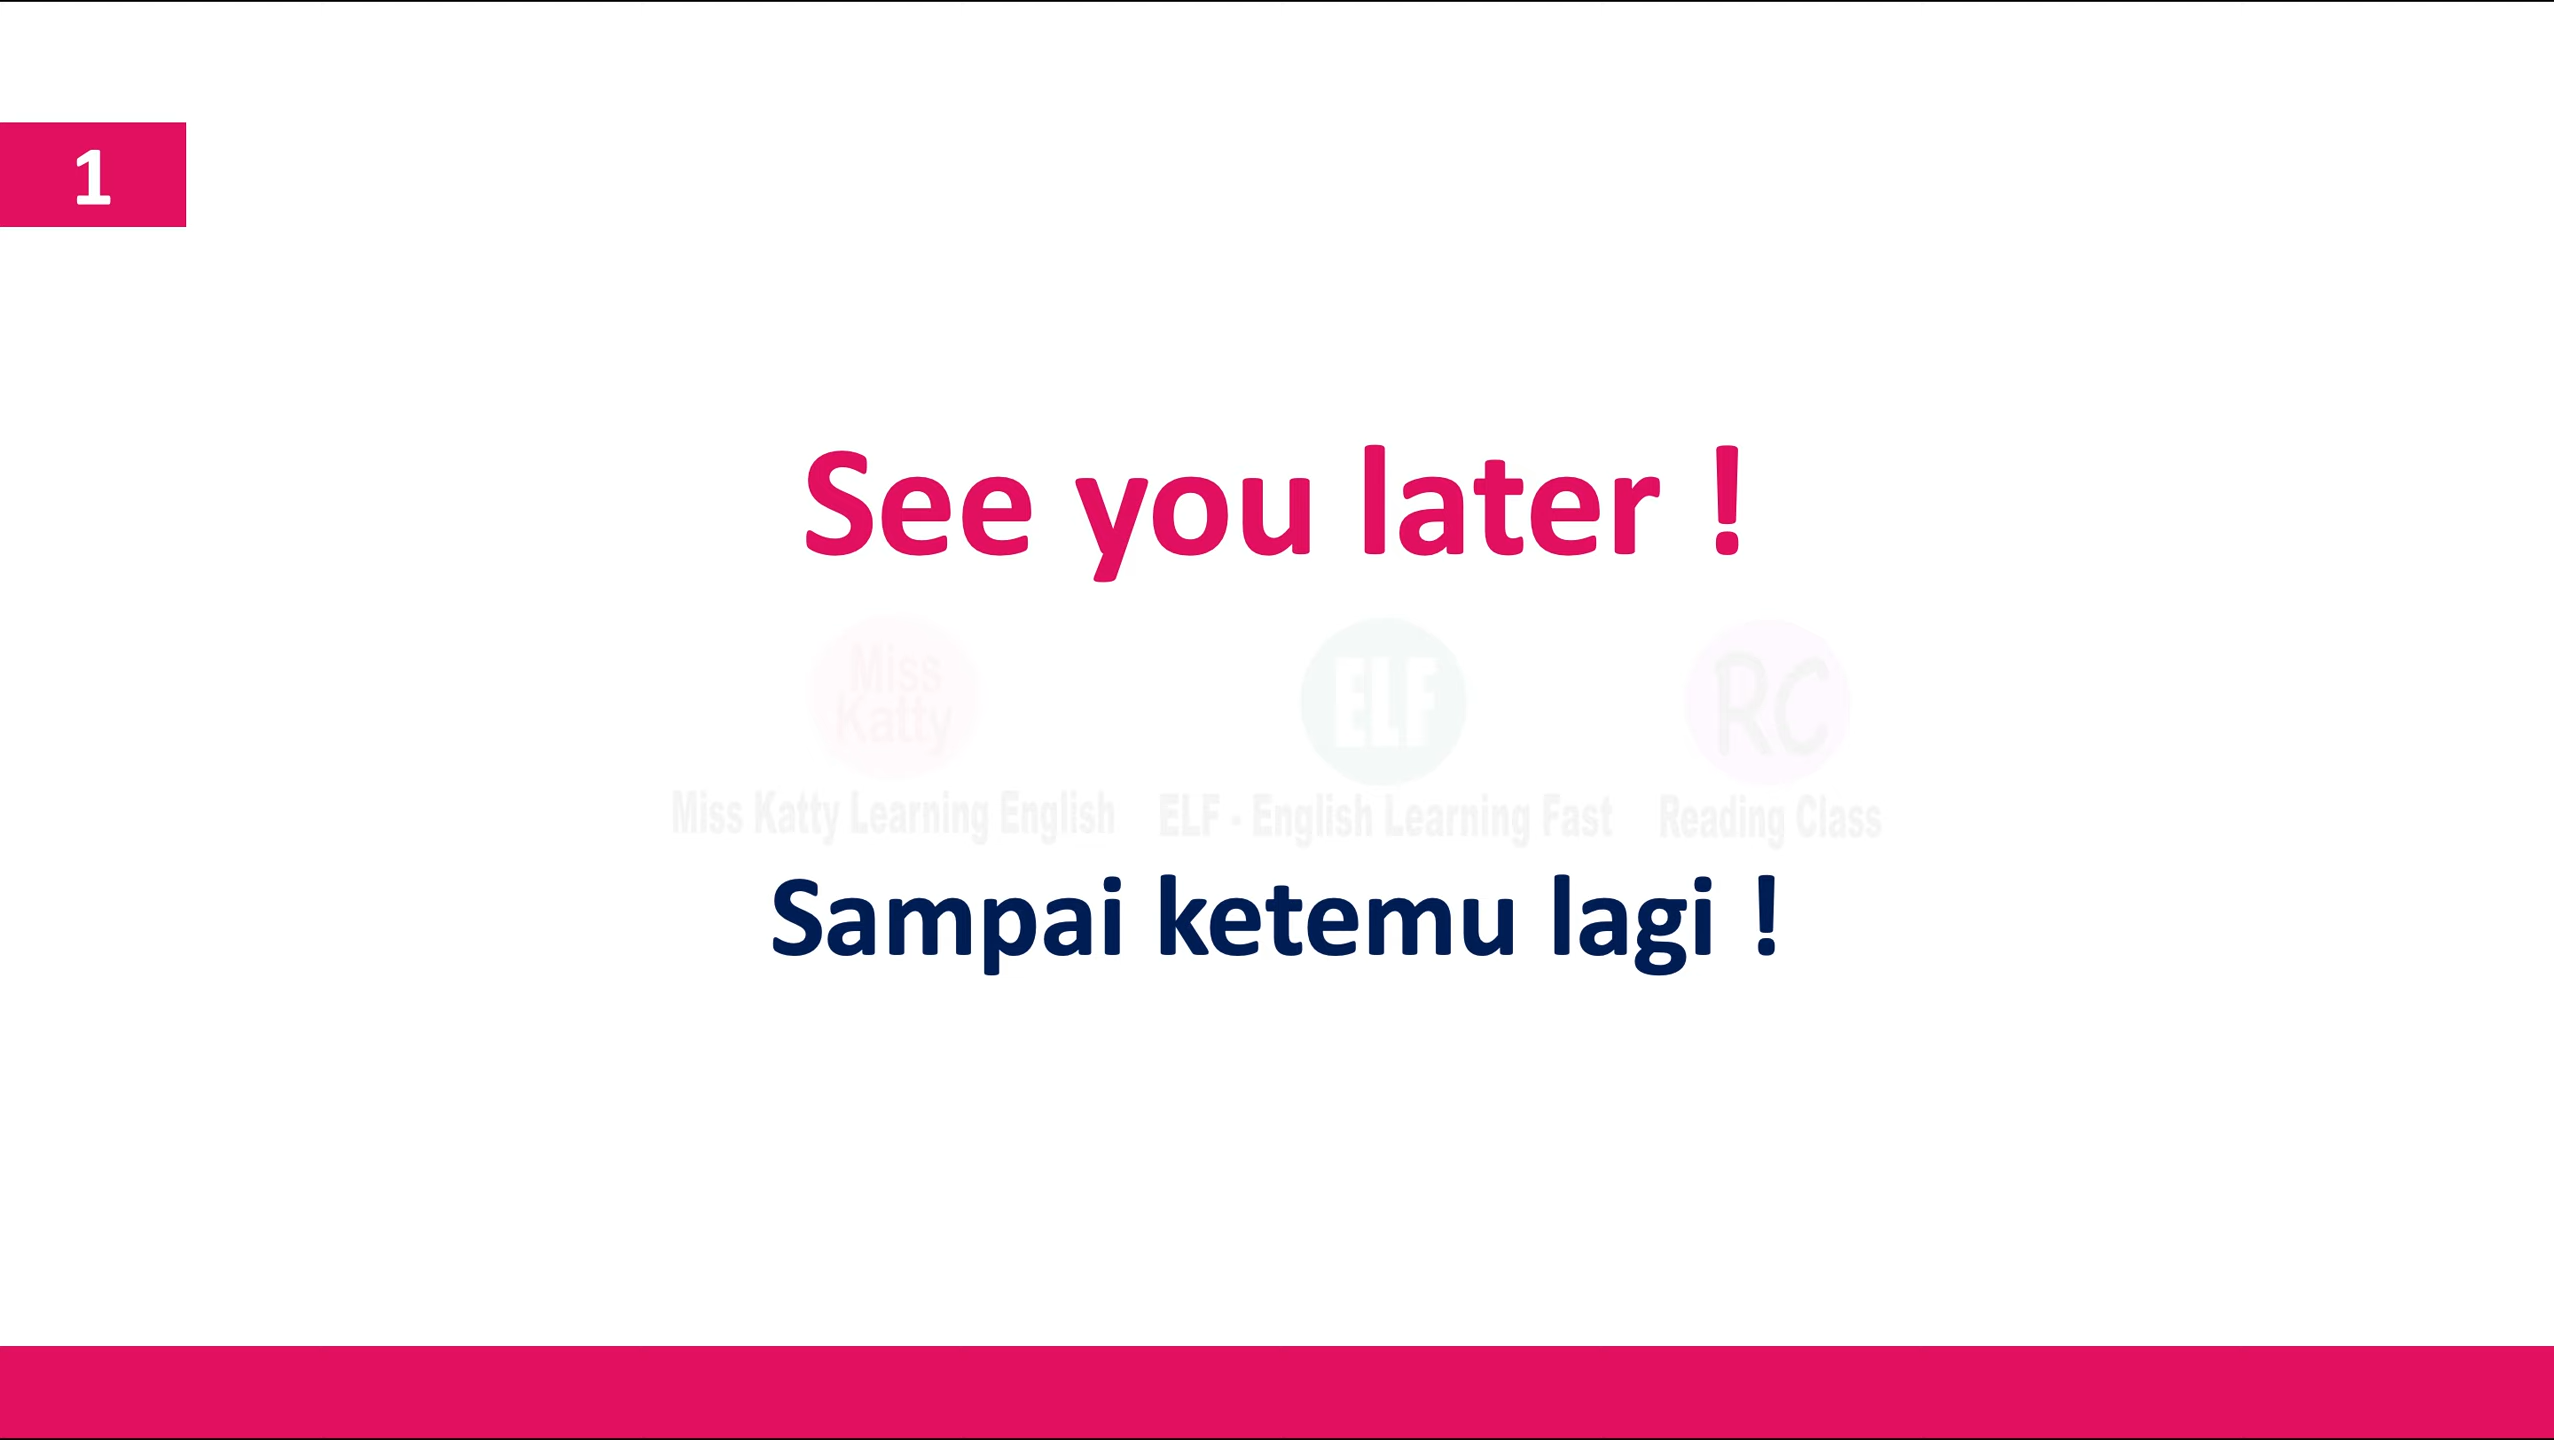 1
See you later !
Miss
Katty
ELF
RC
Miss Katty Learning English
ELF - English Learning Fast
Reading Class
Sampai ketemu lagi !